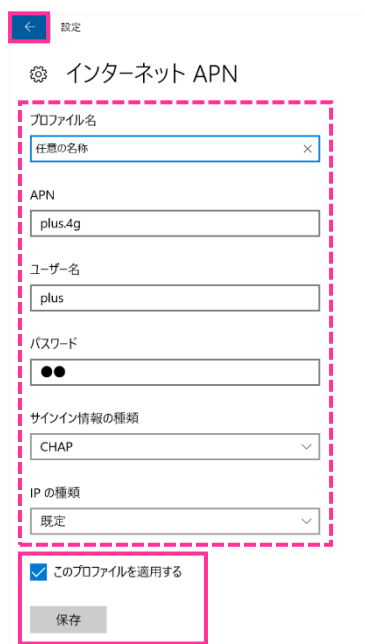 設定
インターネット APN
プロファイル名
任意の名称
APN
plus.4g
ユーザー名
plus
パスワード
●●
サインイン情報の種類
CHAP
IP の種類
既定
このプロファイルを適用する
保存